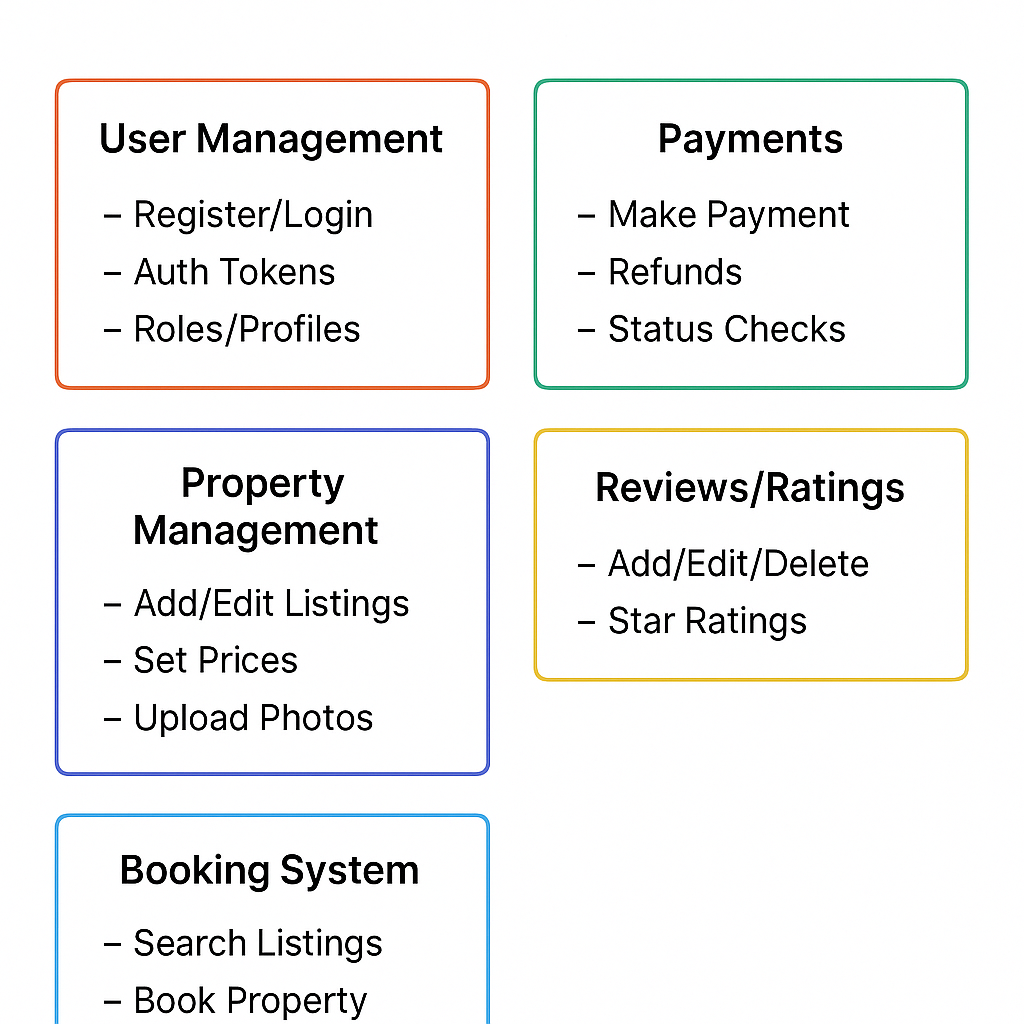 User Management
– Register/Login
– Auth Tokens
– Roles/Profiles
Payments
– Make Payment
– Refunds
– Status Checks
Property
Management
– Add/Edit Listings
– Set Prices
– Upload Photos
Reviews/Ratings
– Add/Edit/Delete
– Star Ratings
Booking System
– Search Listings
– Book Property